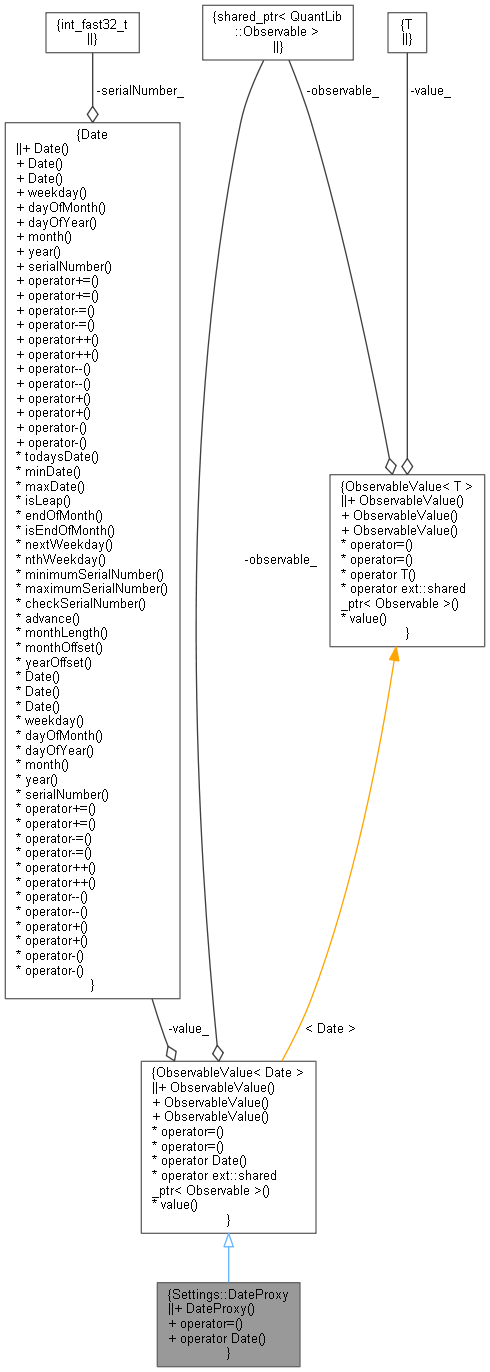 {int_fast32_t
||}
{shared_ptr< QuantLib
::Observable >
||}
{T
||}
-serialNumber_
-observable_
-value_
{Date
||+ Date()
+ Date()
+ Date()
+ weekday()
+ dayOfMonth()
+ dayOfYear()
+ month()
+ year()
+ serialNumber()
+ operator+=()
+ operator+=()
+ operator-=()
+ operator-=()
+ operator++()
+ operator++()
+ operator--()
+ operator--()
+ operator+()
+ operator+()
+ operator-()
+ operator-()
* todaysDate()
* minDate()
* maxDate()
* isLeap()
* endOfMonth()
* isEndOfMonth()
* nextWeekday()
* nthWeekday()
* minimumSerialNumber()
* maximumSerialNumber()
* checkSerialNumber()
* advance()
* monthLength()
* monthOffset()
* yearOffset()
* Date()
* Date()
* Date()
* weekday()
* dayOfMonth()
* dayOfYear()
* month()
* year()
* serialNumber()
* operator+=()
* operator+=()
* operator-=()
* operator-=()
* operator++()
* operator++()
* operator--()
* operator--()
* operator+()
* operator+()
* operator-()
* operator-()
}
{ObservableValue< T >
||+ ObservableValue()
+ ObservableValue()
+ ObservableValue()
* operator=()
* operator=()
* operator T()
* operator ext::shared
_ptr< Observable >()
* value()
}
-observable_
-value_
< Date >
{ObservableValue< Date >
||+ ObservableValue()
+ ObservableValue()
+ ObservableValue()
* operator=()
* operator=()
* operator Date()
* operator ext::shared
_ptr< Observable >()
* value()
}
{Settings::DateProxy
||+ DateProxy()
+ operator=()
+ operator Date()
}